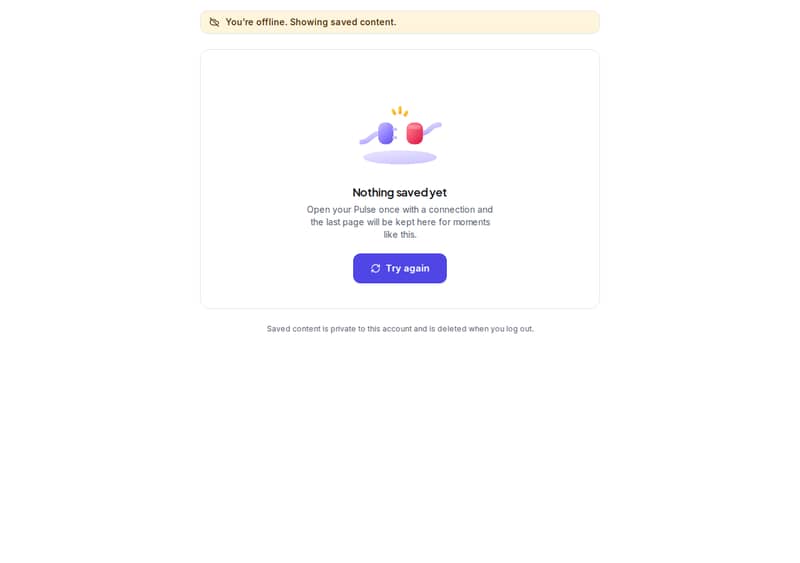 You're offline. Showing saved content.
Nothing saved yet
Open your Pulse once with a connection and
the last page will be kept here for moments
like this.
Try again
Saved content is private to this account and is deleted when you log out.